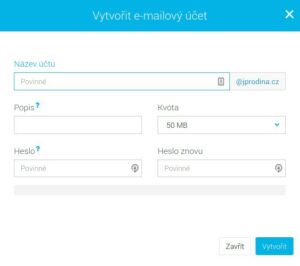 Vytvořit e-mailový účet
Název účtu
Povinné
@jprodina.cz
Popis?
Kvóta
50 MB
Heslo?
Heslo znovu
Povinné
Povinné
Zavřít
Vytvořit